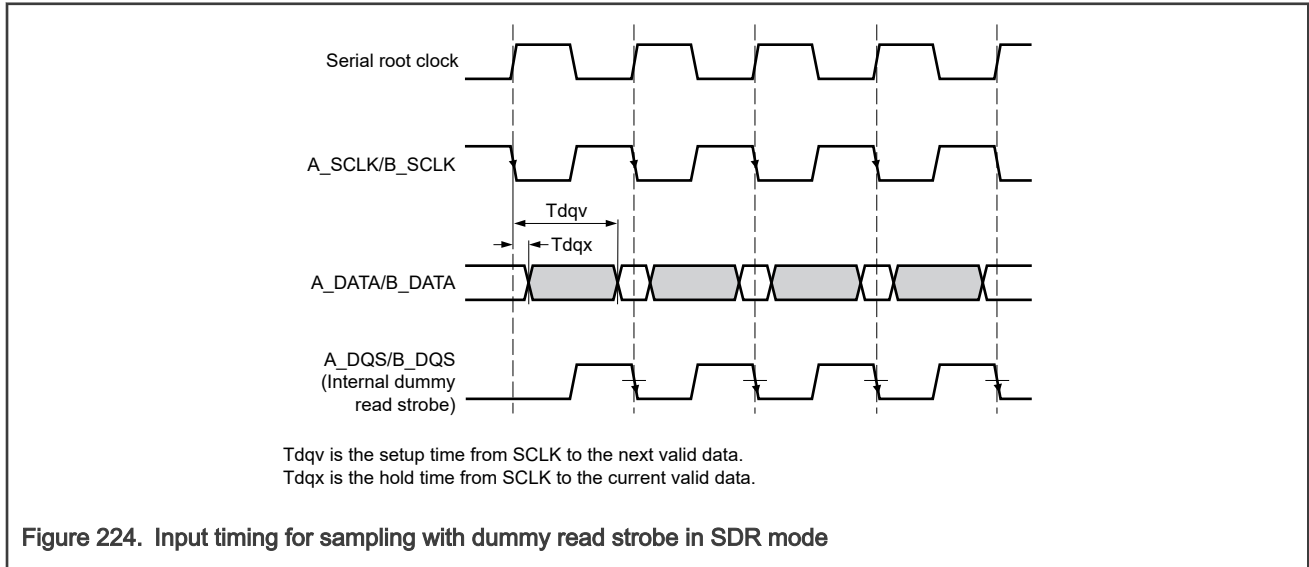 Serial root clock
A_SCLK/B_SCLK
Tdqv
Tdqx
A_DATA/B_DATA
A_DQS/B_DQS
(Internal dummy
read strobe)
Tdqv is the setup time from SCLK to the next valid data.
Tdqx is the hold time from SCLK to the current valid data.
Figure 224. Input timing for sampling with dummy read strobe in SDR mode